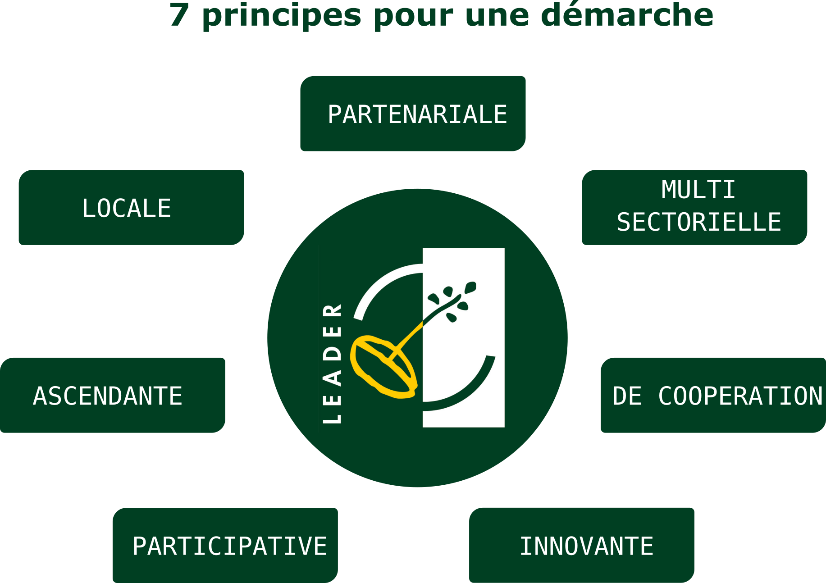 7 principes pour une démarche
PARTENARIALE
LOCALE
MULTI
SECTORIELLE
LEADER
ASCENDANTE
DE COOPERATION
PARTICIPATIVE
INNOVANTE